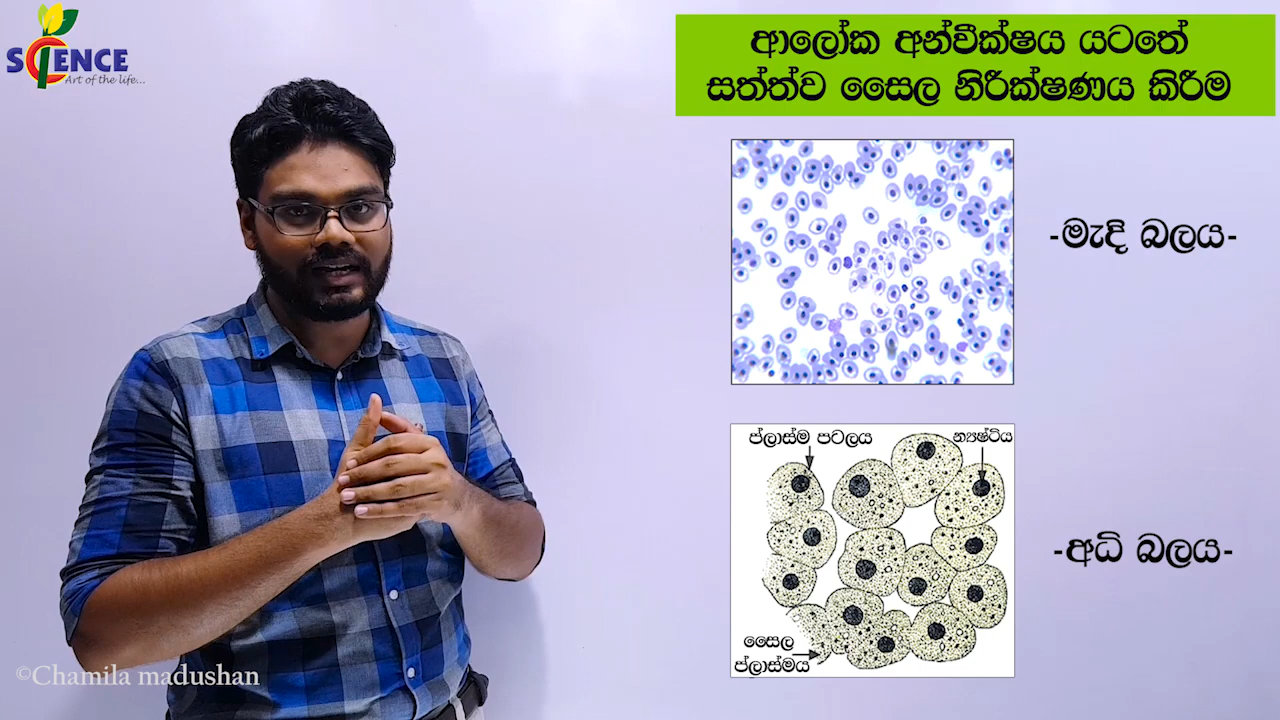 SCIENCE
Art of the life...
ආලෝක අන්වීක්ෂය යටතේ
සත්ත්ව සෛල නිරීක්ෂණය කිරීම
-මැදි බලය-
ප්ලාස්ම පටලය
න්‍යෂ්ටිය
-අධි බලය-
සෛල
ප්ලාස්මය
©Chamila madushan